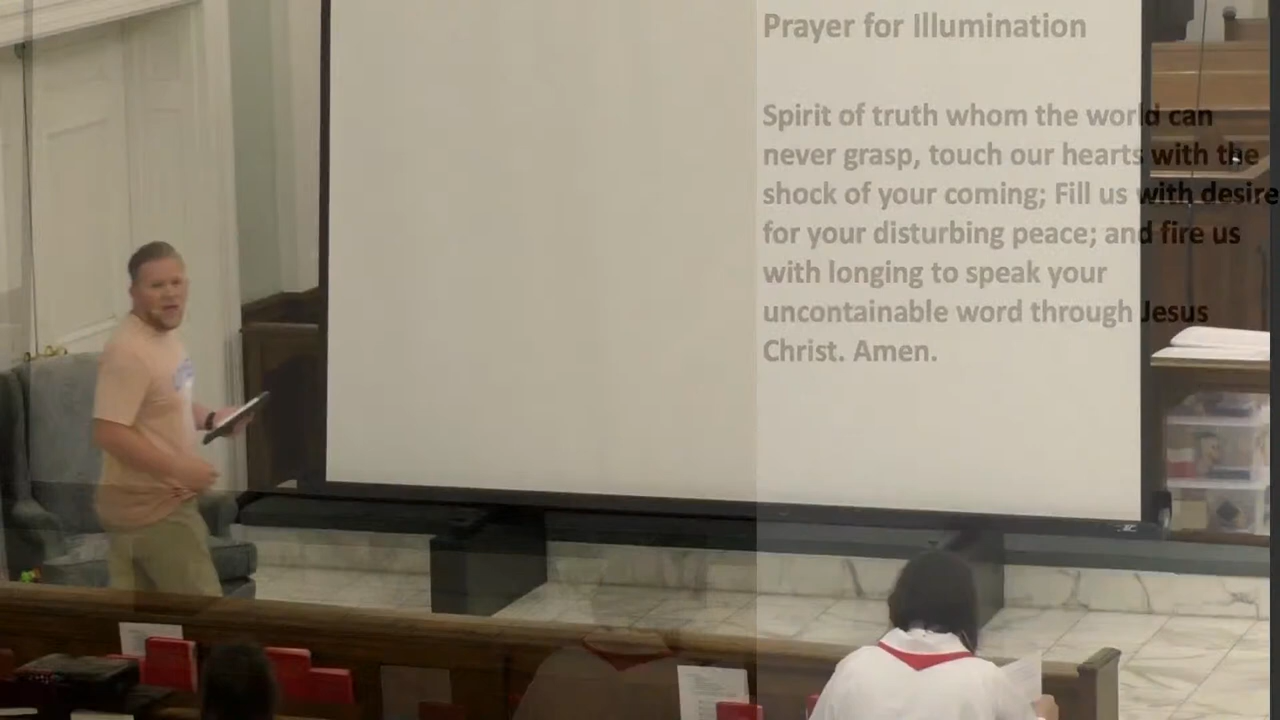 Prayer for Illumination
Spirit of truth whom the world can
never grasp, touch our hearts with the
shock of your coming; Fill us with desire
for your disturbing peace; and fire us
with longing to speak your
uncontainable word through Jesus
Christ. Amen.